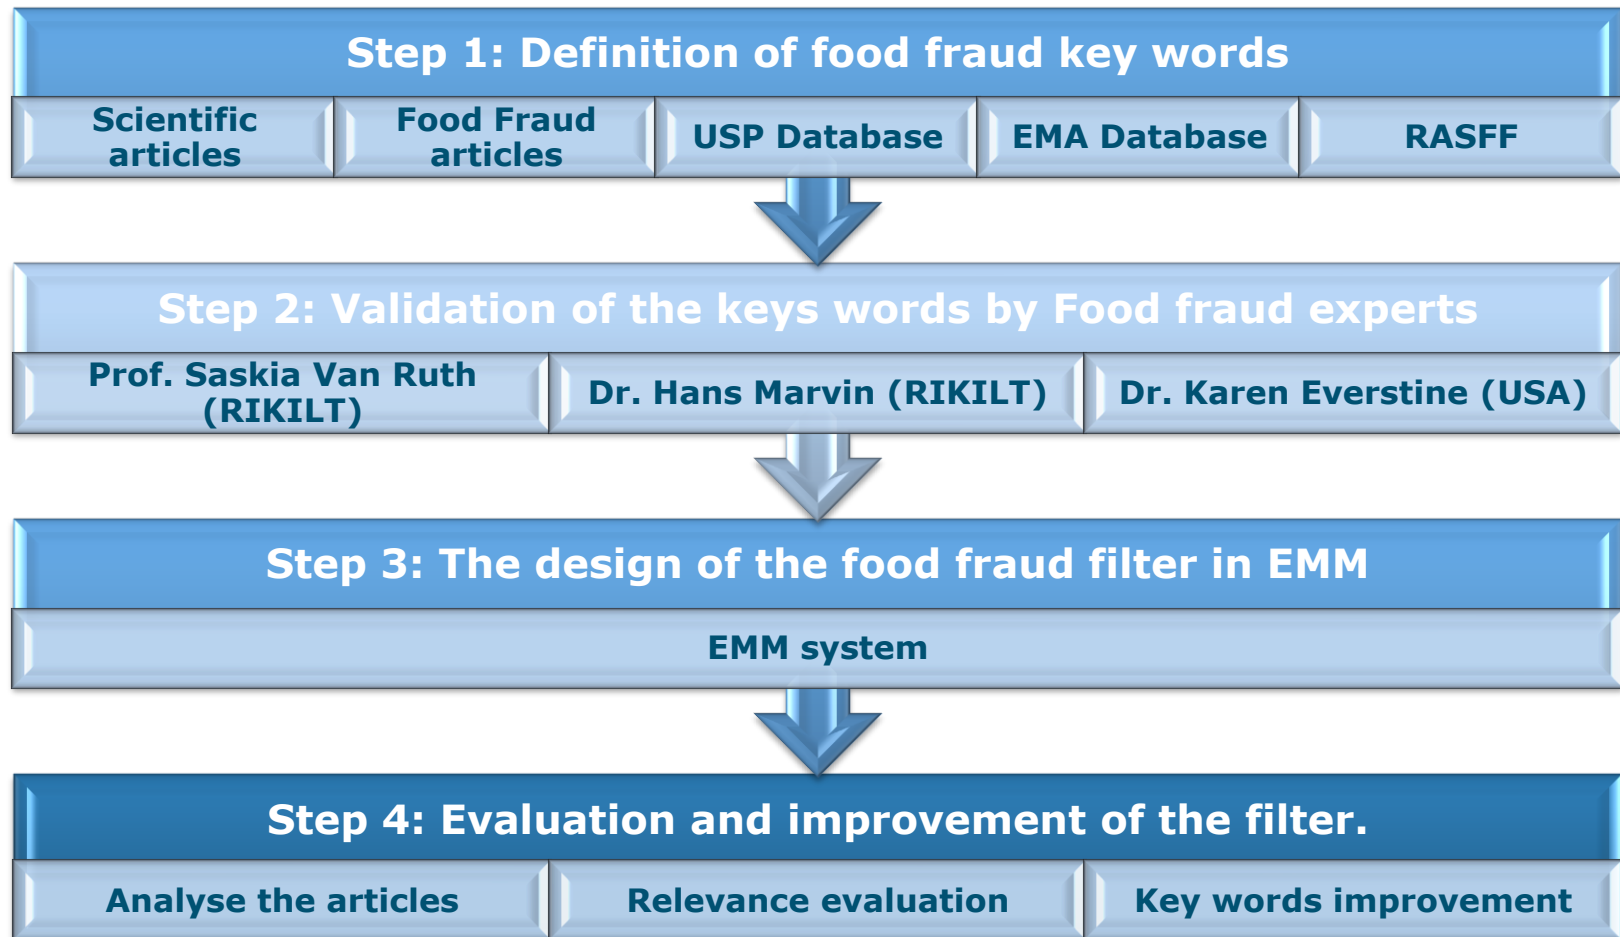 Step 1: Definition of food fraud key words
Scientific
articles
Food Fraud
articles
USP Database
EMA Database
RASFF
Step 2: Validation of the keys words by Food fraud experts
Prof. Saskia Van Ruth
(RIKILT)
Dr. Hans Marvin (RIKILT)
Dr. Karen Everstine (USA)
Step 3: The design of the food fraud filter in EMM
EMM system
Step 4: Evaluation and improvement of the filter.
Analyse the articles
Relevance evaluation
Key words improvement